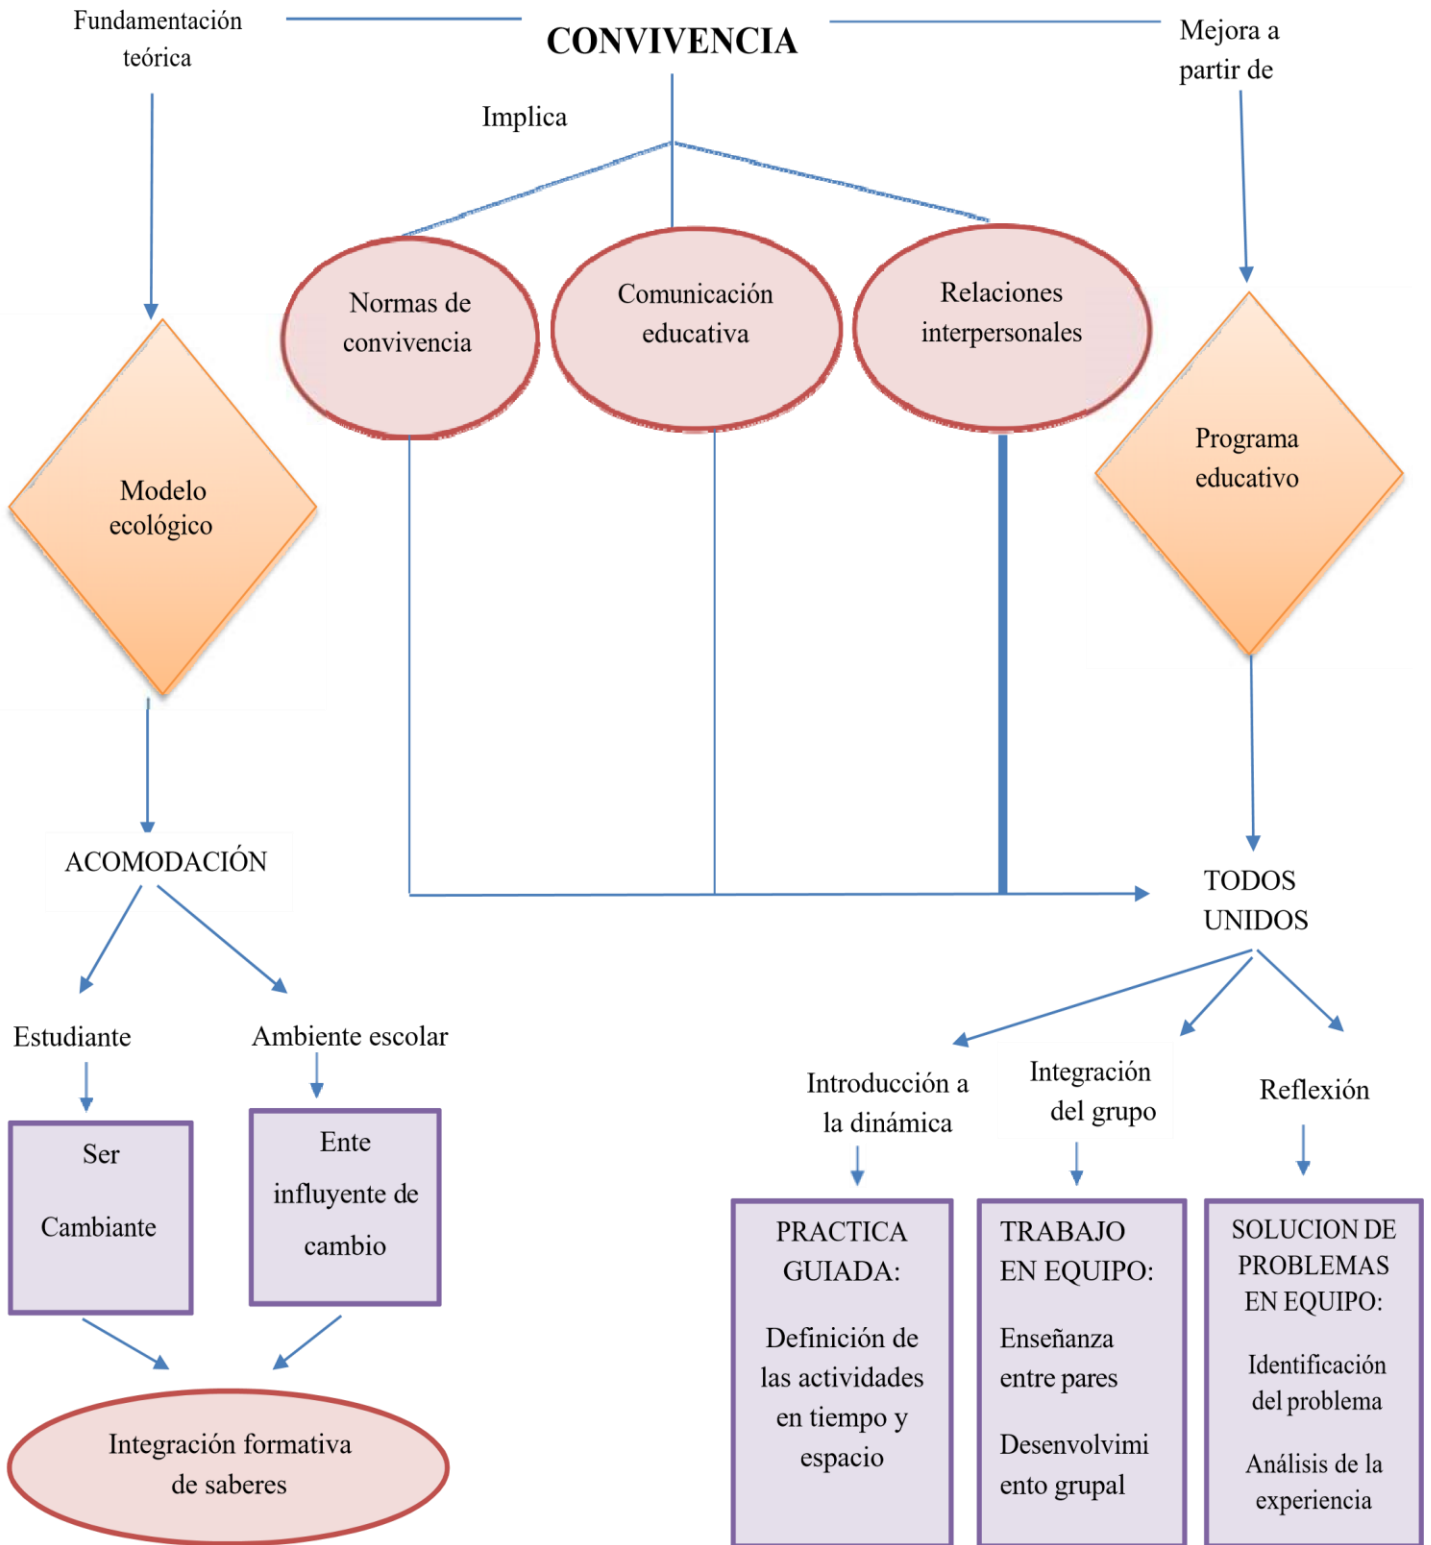 Fundamentación
teórica
CONVIVENCIA
Mejora a
partir de
Implica
Normas de
convivencia
Comunicación
educativa
Relaciones
interpersonales
Modelo
ecológico
Programa
educativo
ACOMODACIÓN
TODOS
UNIDOS
Estudiante
Ambiente escolar
Introducción a
la dinámica
Integración
del grupo
Reflexión
Ser
Cambiante
Ente
influyente de
cambio
PRACTICA
GUIADA:
Definición de
las actividades
en tiempo y
espacio
TRABAJO
EN EQUIPO:
Enseñanza
entre pares
Desenvolvimi
ento grupal
SOLUCION DE
PROBLEMAS
EN EQUIPO:
Identificación
del problema
Análisis de la
experiencia
Integración formativa
de saberes